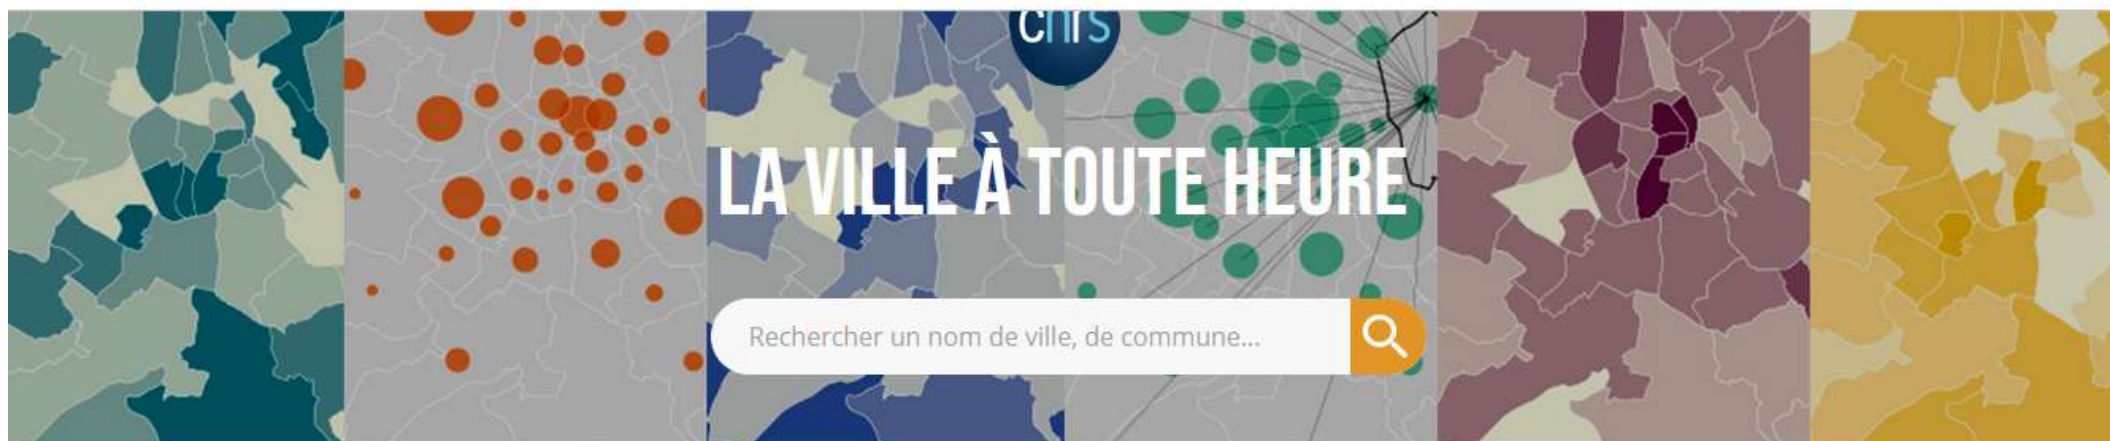 cnrs
LA VILLE À TOUTE HEURE
Rechercher un nom de ville, de commune...